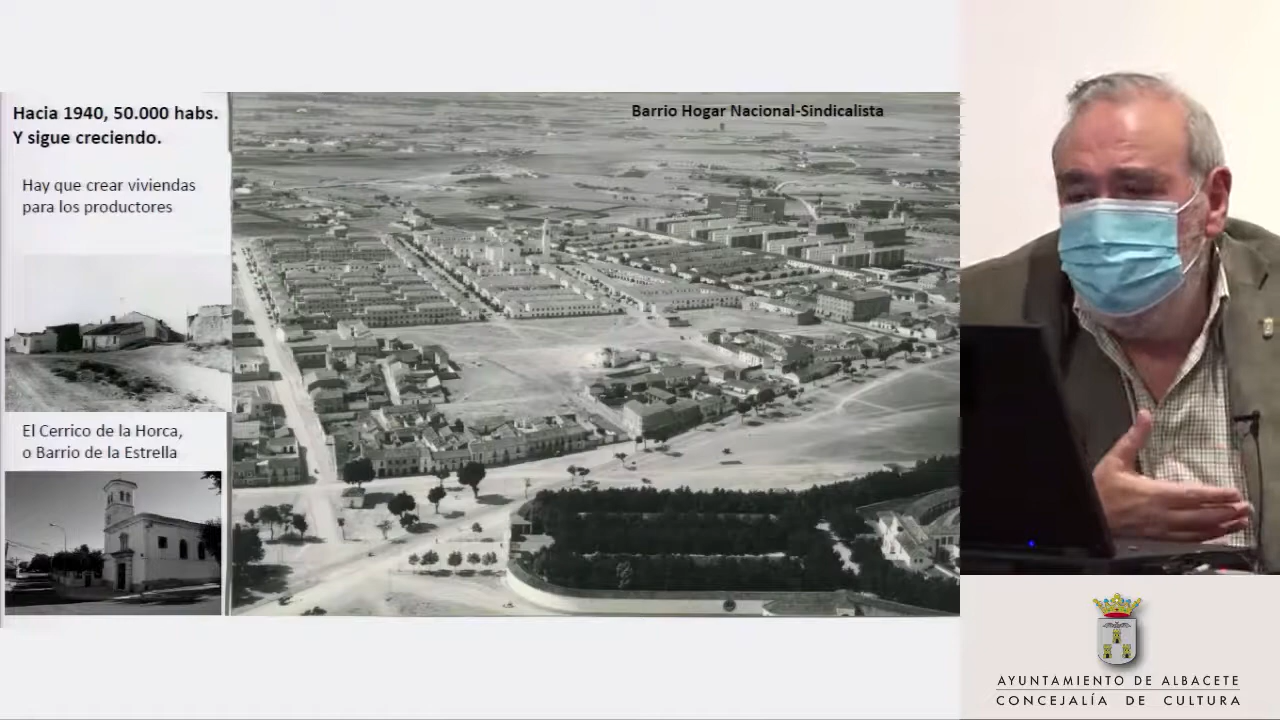 Hacia 1940, 50.000 habs.
Y sigue creciendo.
Hay que crear viviendas
para los productores
El Cerrico de la Horca,
o Barrio de la Estrella
Barrio Hogar Nacional-Sindicalista
AYUNTAMIENTO DE ALBACETE
CONCEJALÍA DE CULTURA